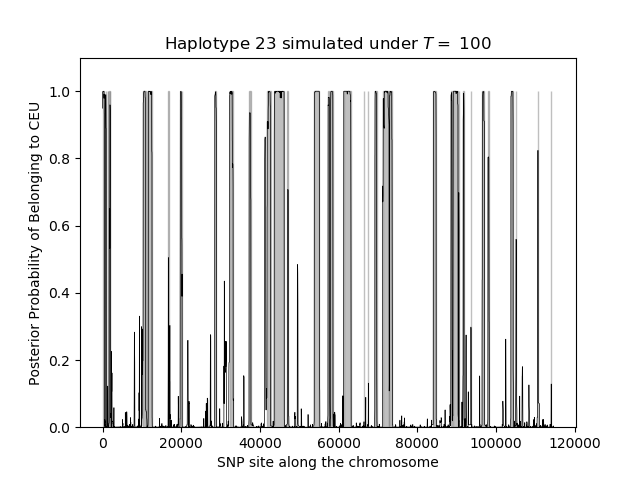 Haplotype 23 simulated under T = 100
Posterior Probability of Belonging to CEU
1.0
0.8
0.6
0.4
0.2
0.0
0 20000 40000 60000 80000 100000 120000
SNP site along the chromosome